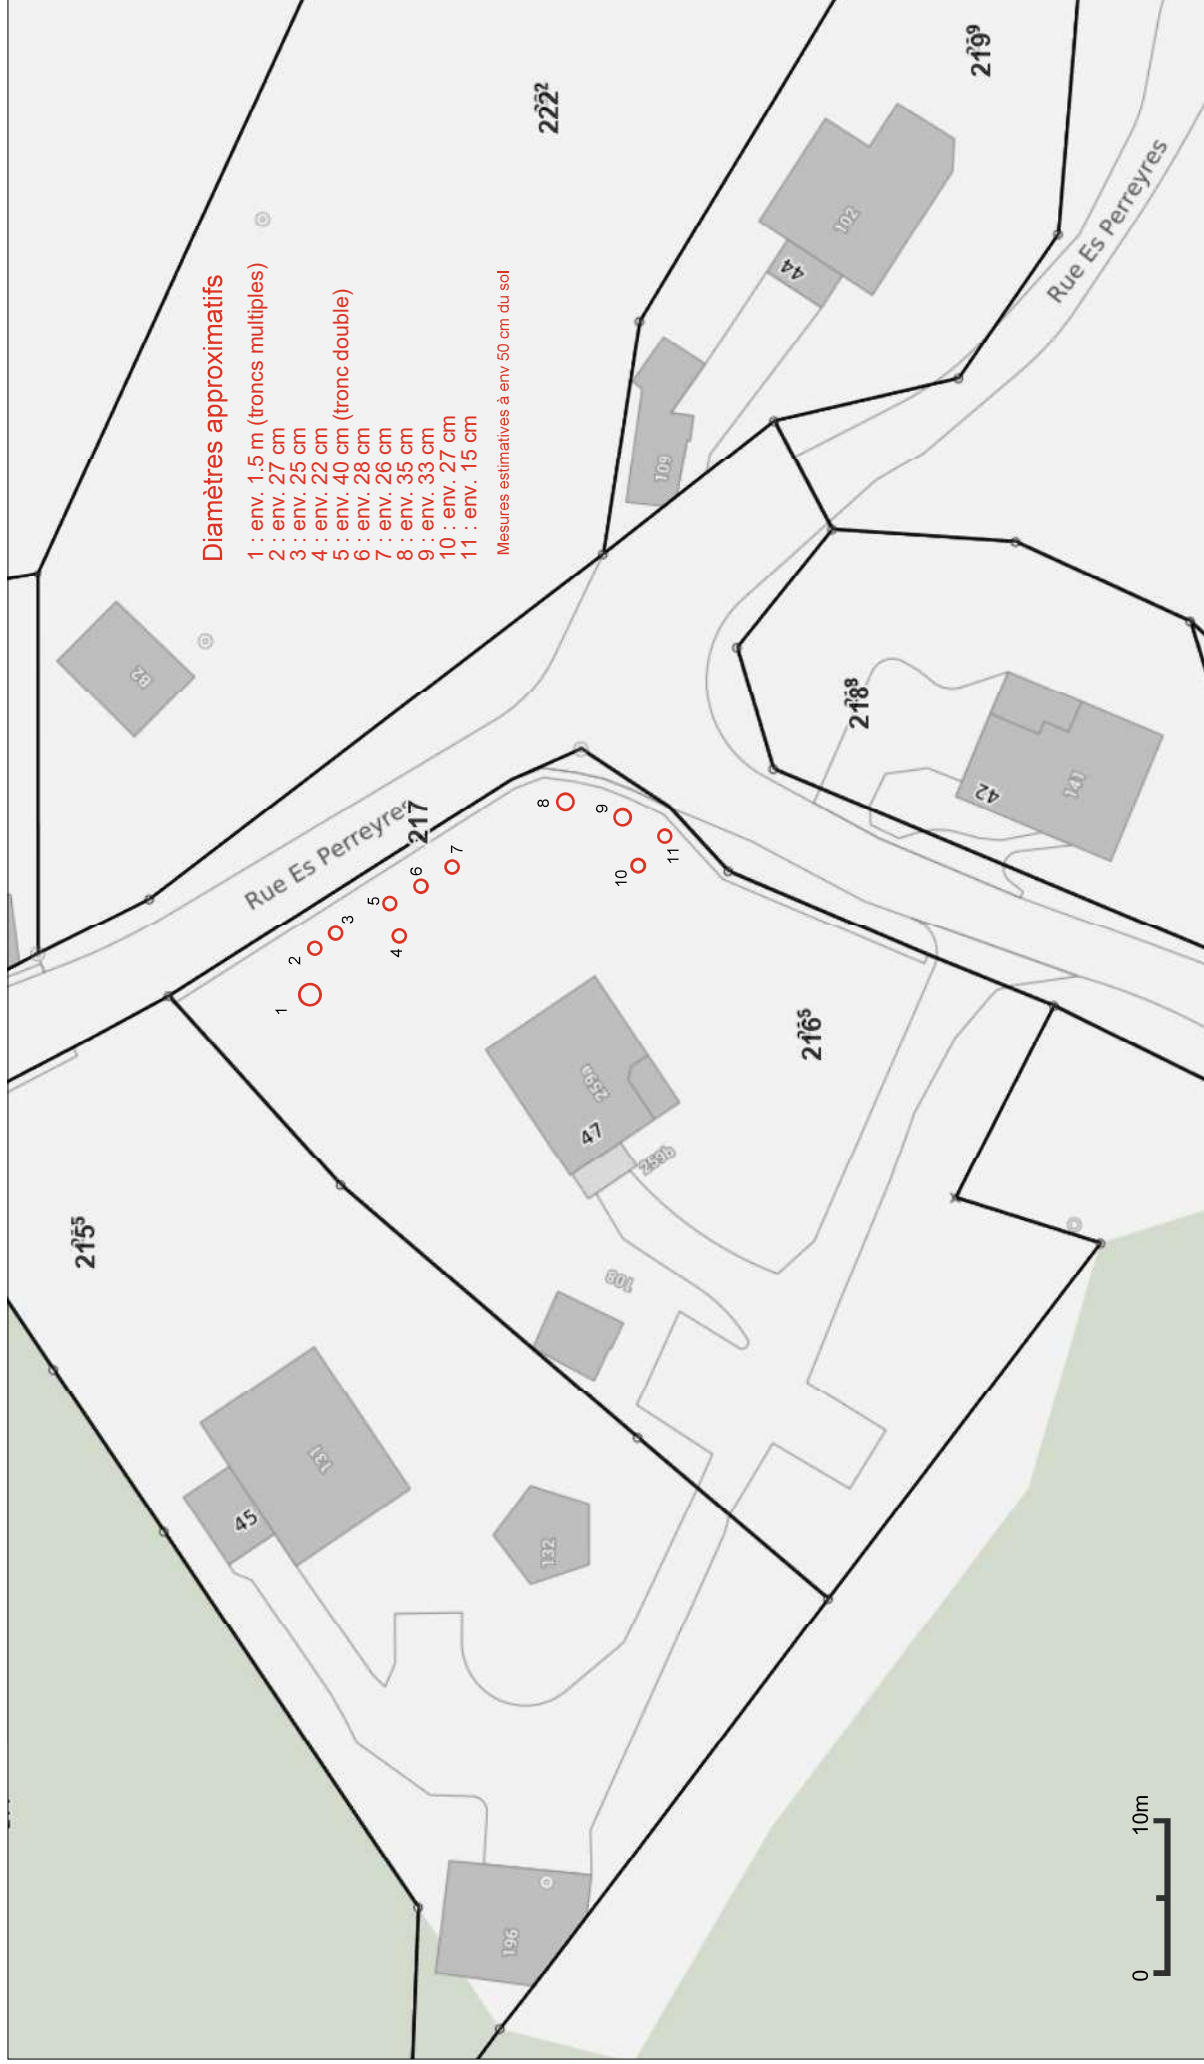 Diamètres approximatifs
1 : env. 1.5 m (troncs multiples)
2 : env. 27 cm
3 : env. 25 cm
4 : env. 22 cm
5 : env. 40 cm (tronc double)
6 : env. 28 cm
7 : env. 26 cm
8 : env. 35 cm
9 : env. 33 cm
10 : env. 27 cm
11 : env. 15 cm
Mesures estimatives à env 50 cm du sol
Rue Es Perreyres
Rue Es Perreyres
215
216
217
218
219
222
131
45
132
196
108
47
259a
259b
82
109
44
102
42
141
1
2
3
4
5
6
7
8
9
10
11
0
10m